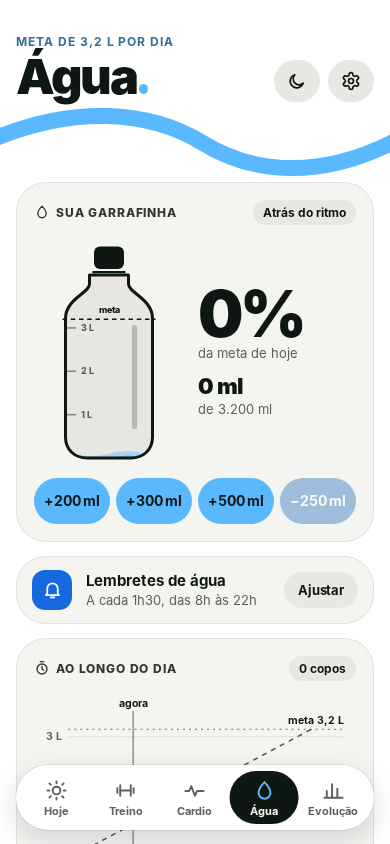 META DE 3,2 L POR DIA
Água.
SUA GARRAFINHA
Atrás do ritmo
meta
3 L
2 L
1 L
0%
da meta de hoje
0 ml
de 3.200 ml
+200 ml
+300 ml
+500 ml
−250 ml
Lembretes de água
A cada 1h30, das 8h às 22h
Ajustar
AO LONGO DO DIA
0 copos
agora
meta 3,2 L
3 L
Hoje
Treino
Cardio
Água
Evolução